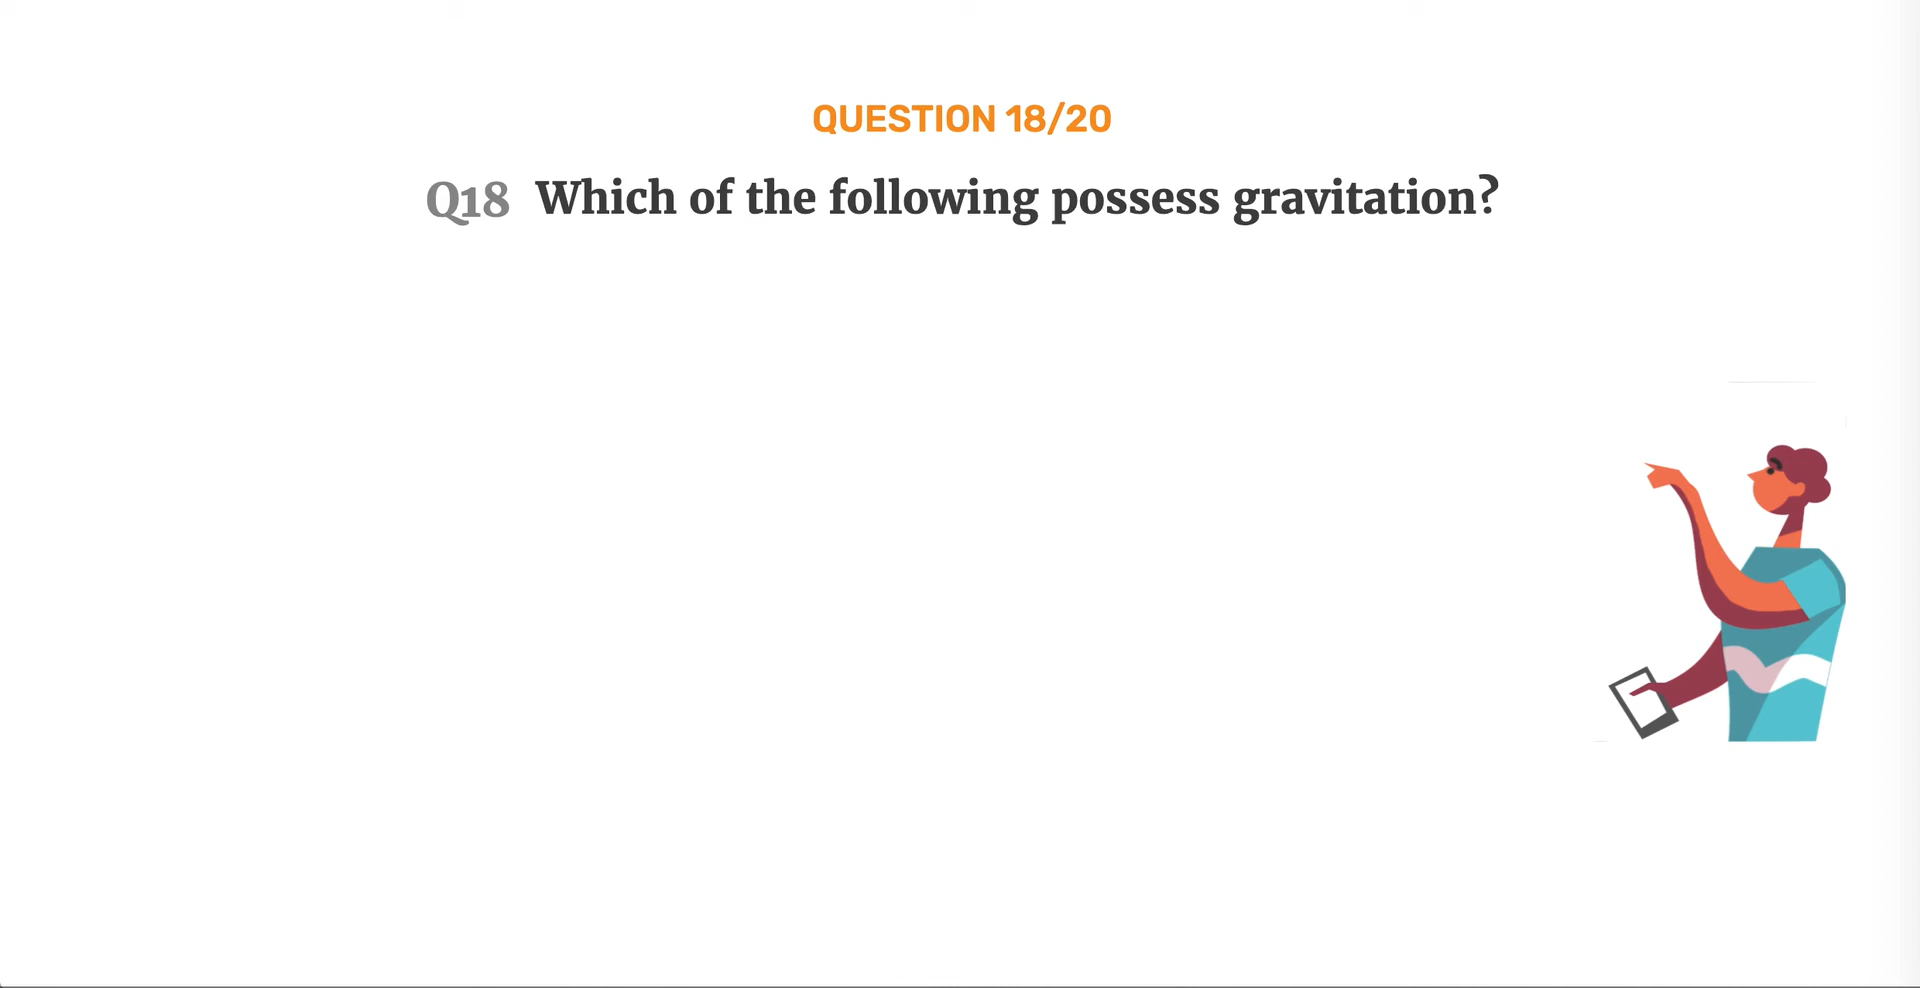 QUESTION 18/20
Q18 Which of the following possess gravitation?